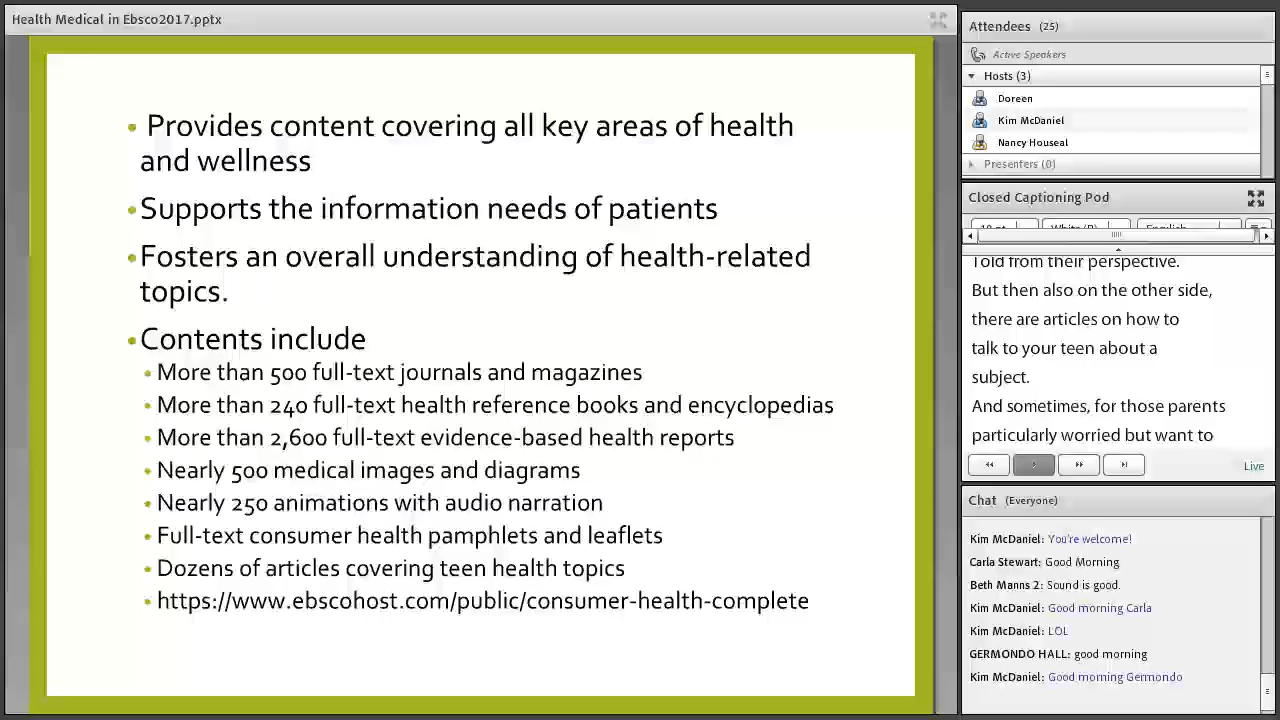 Health Medical in Ebsco2017.pptx
• Provides content covering all key areas of health
and wellness
• Supports the information needs of patients
• Fosters an overall understanding of health-related
topics.
• Contents include
• More than 500 full-text journals and magazines
• More than 240 full-text health reference books and encyclopedias
• More than 2,600 full-text evidence-based health reports
• Nearly 500 medical images and diagrams
• Nearly 250 animations with audio narration
• Full-text consumer health pamphlets and leaflets
• Dozens of articles covering teen health topics
• https://www.ebscohost.com/public/consumer-health-complete
Attendees (25)
Active Speakers
Hosts (3)
Doreen
Kim McDaniel
Nancy Houseal
Presenters (0)
Closed Captioning Pod
English
Told from their perspective.
But then also on the other side,
there are articles on how to
talk to your teen about a
subject.
And sometimes, for those parents
particularly worried but want to
Live
Chat (Everyone)
Kim McDaniel: You're welcome!
Carla Stewart: Good Morning
Beth Manns 2: Sound is good.
Kim McDaniel: Good morning Carla
Kim McDaniel: LOL
GERMONDO HALL: good morning
Kim McDaniel: Good morning Germondo